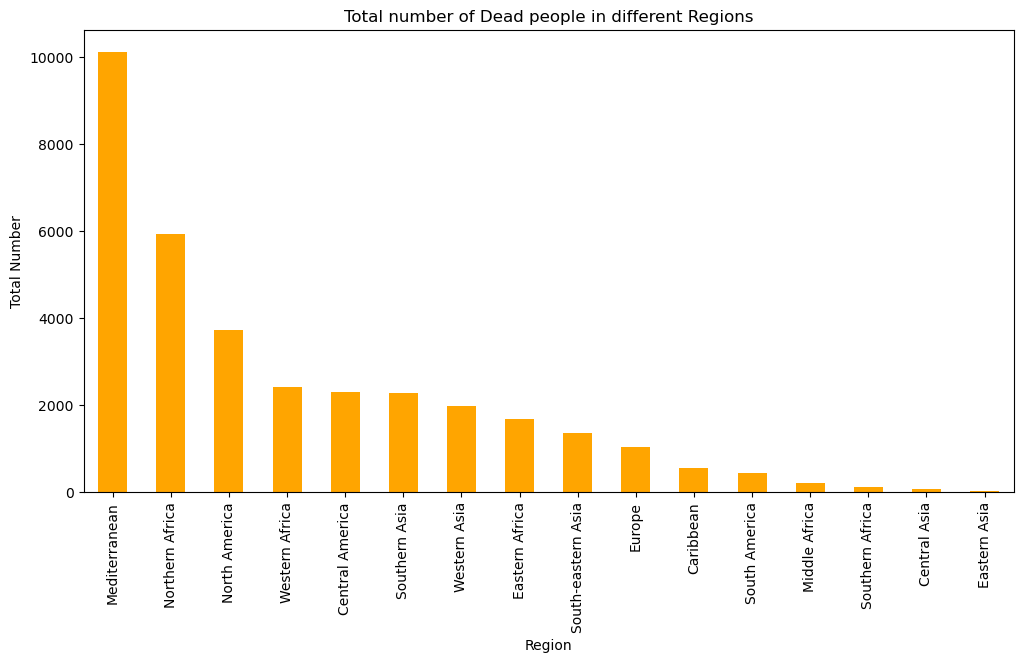 Total number of Dead people in different Regions
Total Number
10000
8000
6000
4000
2000
0
Mediterranean
Northern Africa
North America
Western Africa
Central America
Southern Asia
Western Asia
Eastern Africa
South-eastern Asia
Europe
Caribbean
South America
Middle Africa
Southern Africa
Central Asia
Eastern Asia
Region